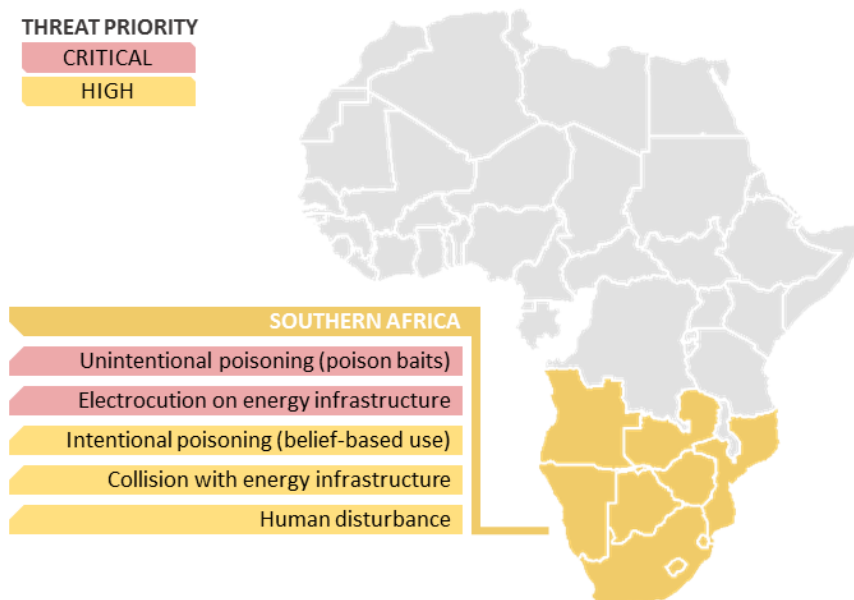 THREAT PRIORITY
CRITICAL
HIGH
SOUTHERN AFRICA
Unintentional poisoning (poison baits)
Electrocution on energy infrastructure
Intentional poisoning (belief-based use)
Collision with energy infrastructure
Human disturbance